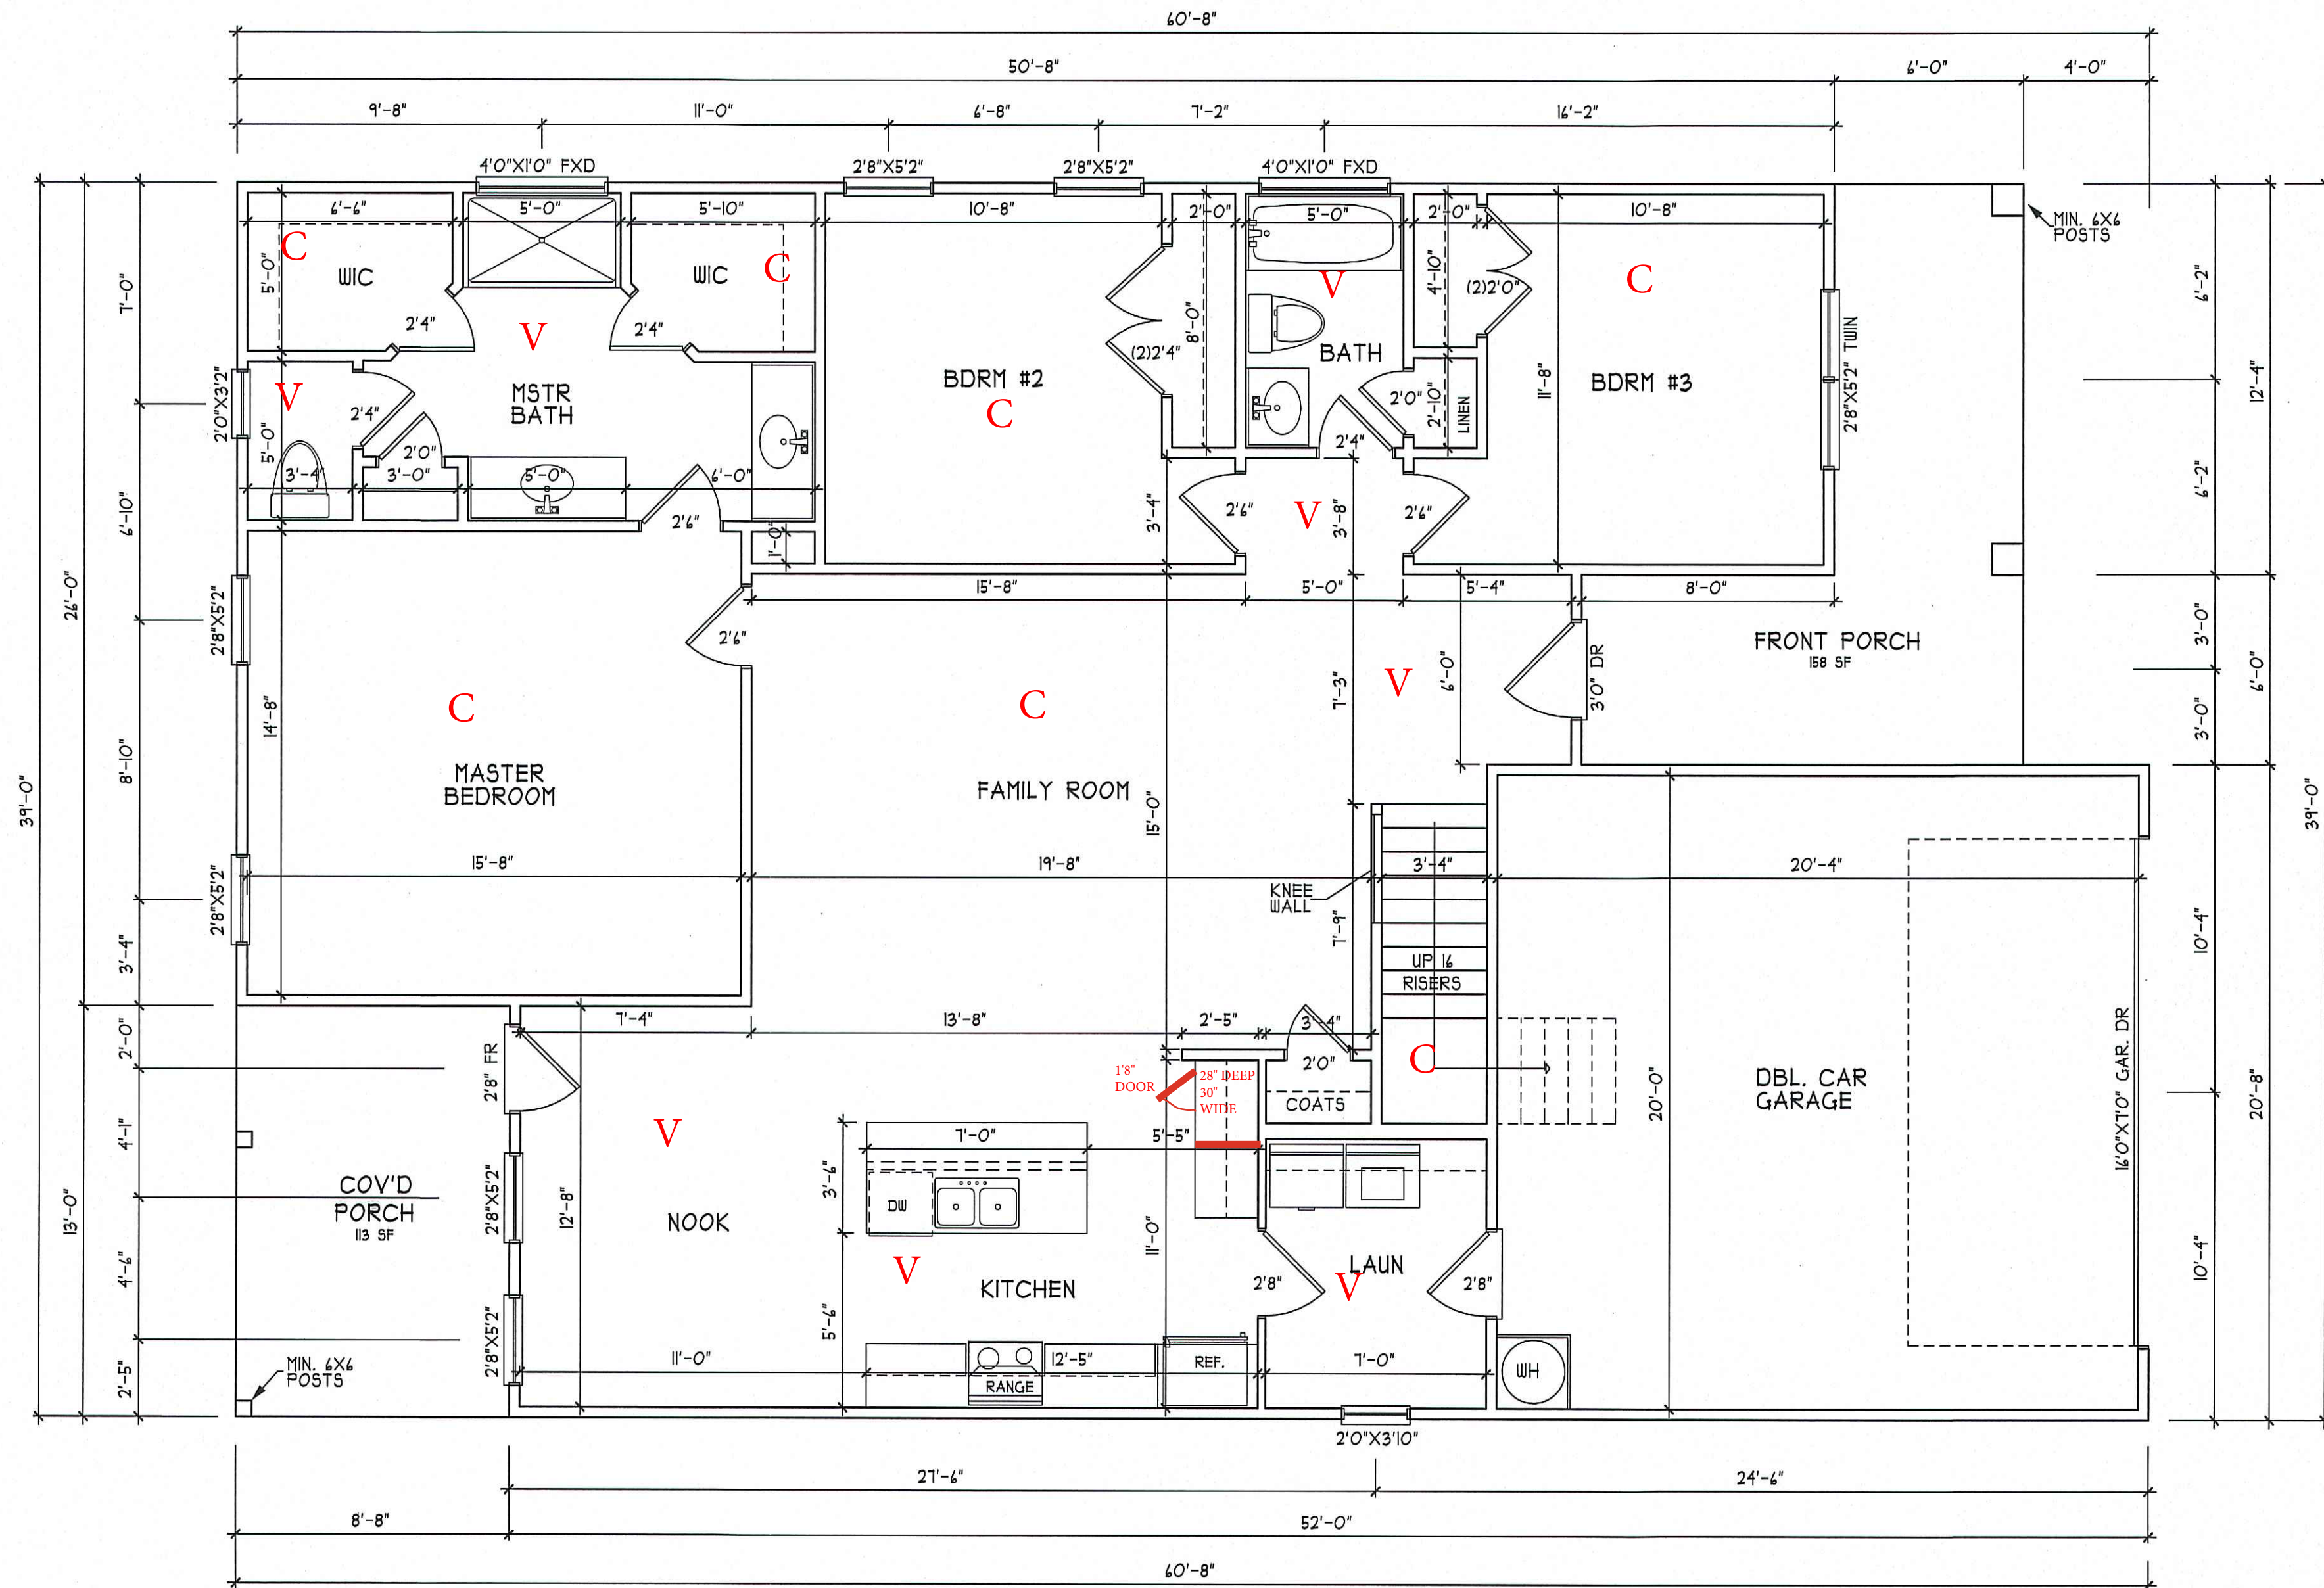 60'-8"
50'-8"
6'-0"
4'-0"
9'-8"
11'-0"
6'-8"
7'-2"
16'-2"
4'0"X1'0" FXD
2'8"X5'2"
2'8"X5'2"
4'0"X1'0" FXD
6'-6"
5'-0"
5'-10"
10'-8"
2'-0"
5'-0"
2'-0"
10'-8"
MIN. 6X6
POSTS
C
WIC
5'-0"
2'4"
V
2'4"
WIC
C
MSTR
BATH
V
2'4"
5'-0"
3'-4"
2'0"
3'-0"
5'-0"
6'-0"
2'6"
1'-0"
BDRM #2
C
(2)2'4"
8'-0"
V
BATH
2'4"
4'-10"
(2)2'0"
2'0"
2'-10"
LINEN
11'-8"
C
BDRM #3
2'8"X5'2" TWIN
3'-4"
2'6"
V
3'-8"
2'6"
7'-0"
6'-10"
8'-10"
3'-4"
26'-0"
39'-0"
2'0"X3'2"
2'8"X5'2"
2'8"X5'2"
6'-2"
6'-2"
12'-4"
3'-0"
3'-0"
6'-0"
10'-4"
10'-4"
20'-8"
39'-0"
15'-8"
5'-0"
5'-4"
8'-0"
2'6"
C
MASTER
BEDROOM
14'-8"
15'-8"
C
FAMILY ROOM
19'-8"
15'-0"
7'-3"
V
6'-0"
3'0" DR
FRONT PORCH
158 SF
KNEE
WALL
7'-9"
3'-4"
UP 16
RISERS
C
20'-4"
20'-0"
DBL. CAR
GARAGE
16'0"X7'0" GAR. DR
2'-0"
4'-1"
4'-6"
2'-5"
13'-0"
7'-4"
13'-8"
2'-5"
3'-4"
2'8" FR
1'8"
DOOR
28" DEEP
30"
WIDE
2'0"
COATS
V
12'-8"
NOOK
7'-0"
5'-5"
3'-6"
DW
5'-6"
11'-0"
V
KITCHEN
COV'D
PORCH
113 SF
2'8"X5'2"
2'8"X5'2"
MIN. 6X6
POSTS
LAUN
V
2'8"
2'8"
11'-0"
12'-5"
RANGE
REF.
7'-0"
WH
2'0"X3'10"
27'-6"
24'-6"
8'-8"
52'-0"
60'-8"